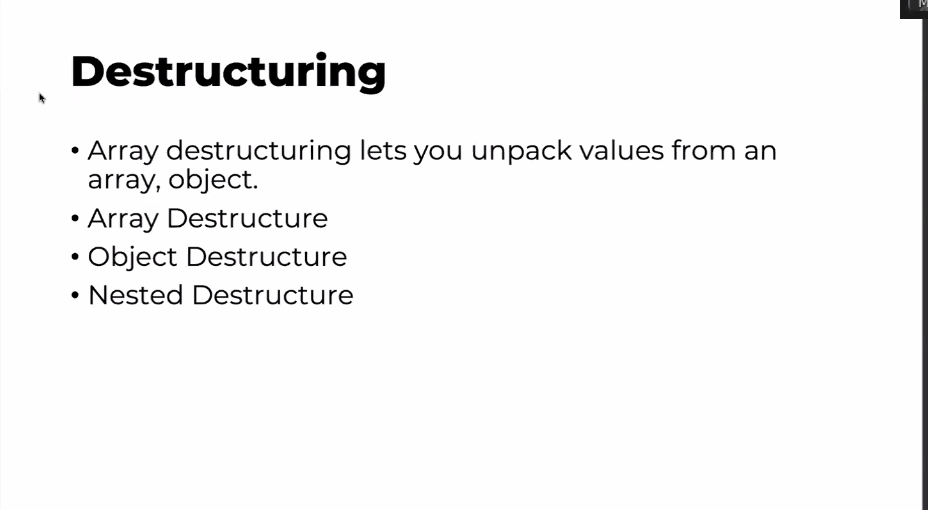 Destructuring
• Array destructuring lets you unpack values from an
array, object.
• Array Destructure
• Object Destructure
• Nested Destructure